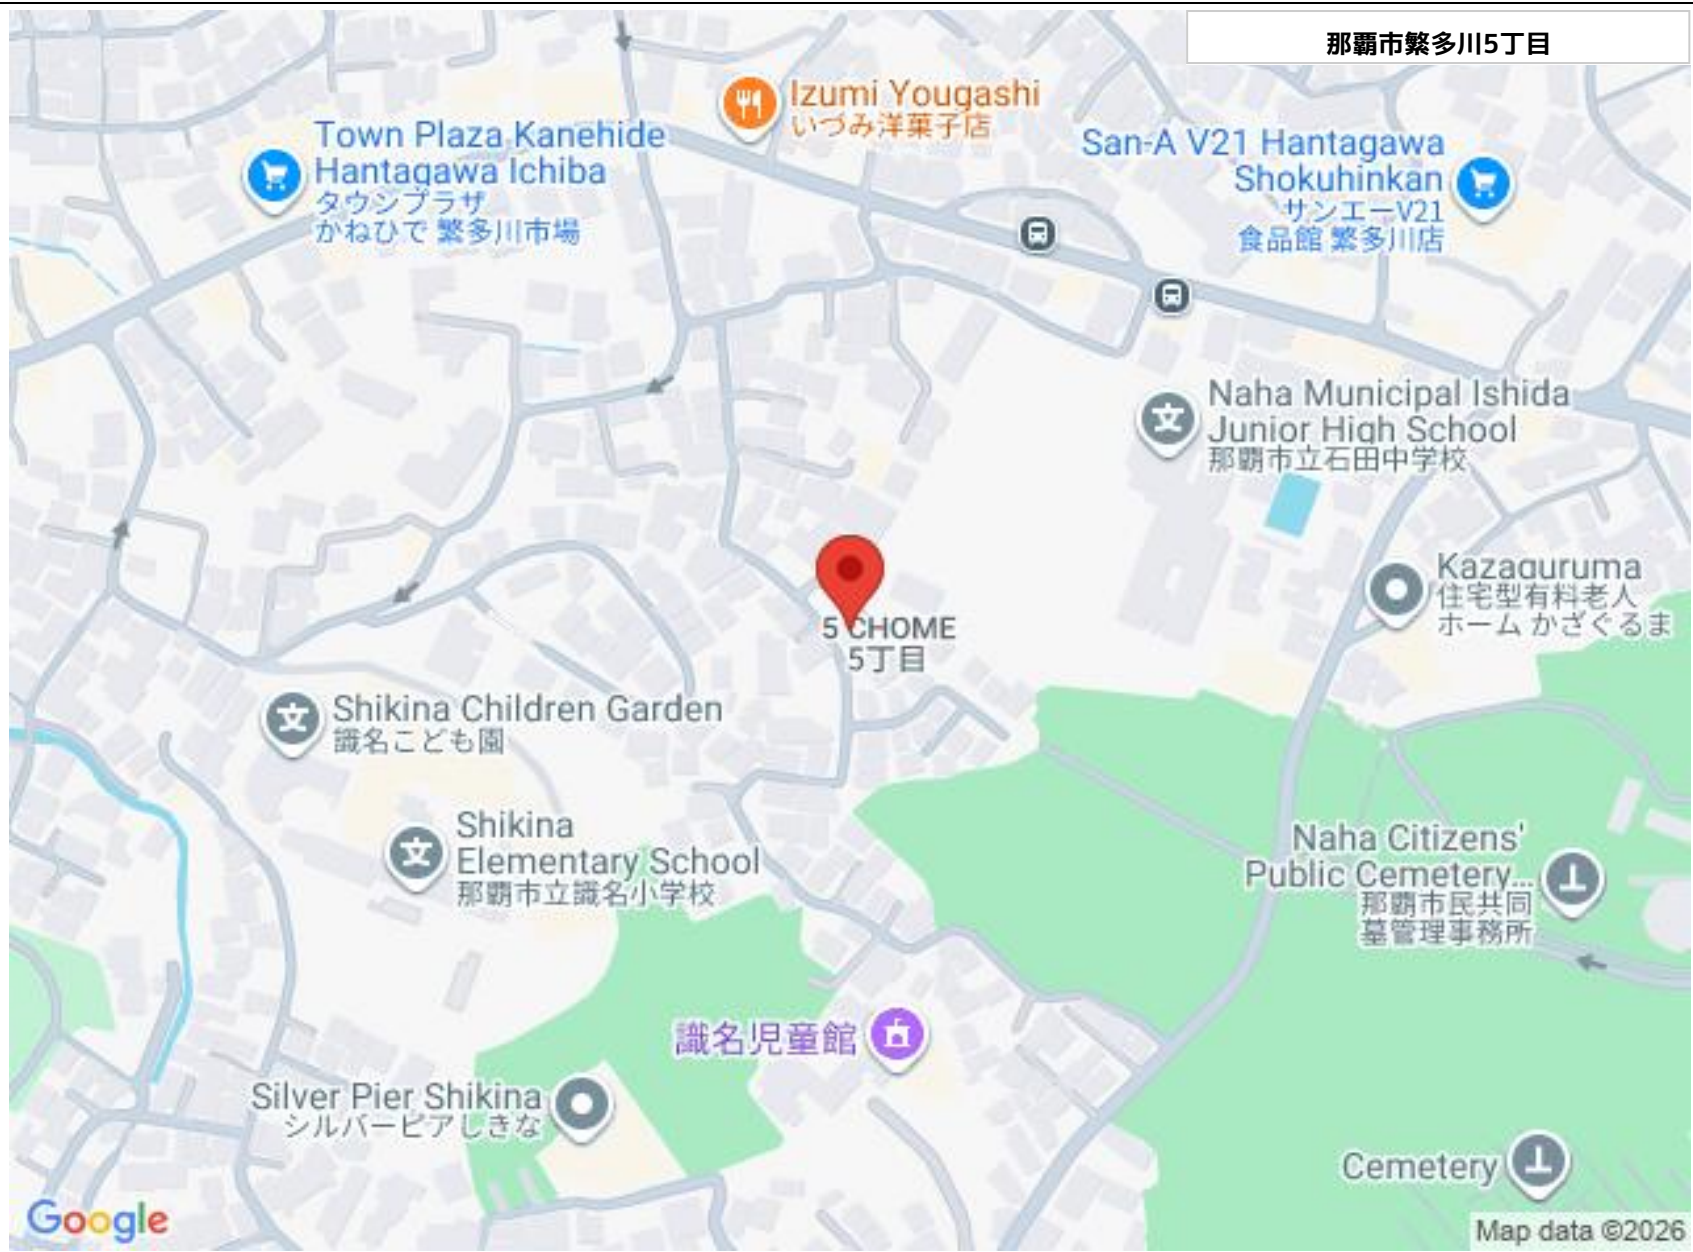 那覇市繁多川5丁目
Izumi Yougashi
いづみ洋菓子店
Town Plaza Kanehide
Hantagawa Ichiba
タウンプラザ
かねひで 繁多川市場
San-A V21 Hantagawa
Shokuhinkan
サンエーV21
食品館 繁多川店
Naha Municipal Ishida
Junior High School
那覇市立石田中学校
Kazaguruma
住宅型有料老人
ホーム かざぐるま
5 CHOME
5丁目
Shikina Children Garden
識名こども園
Shikina
Elementary School
那覇市立識名小学校
Naha Citizens'
Public Cemetery...
那覇市民共同
墓管理事務所
識名児童館
Silver Pier Shikina
シルバーピアしきな
Cemetery
Google
Map data ©2026